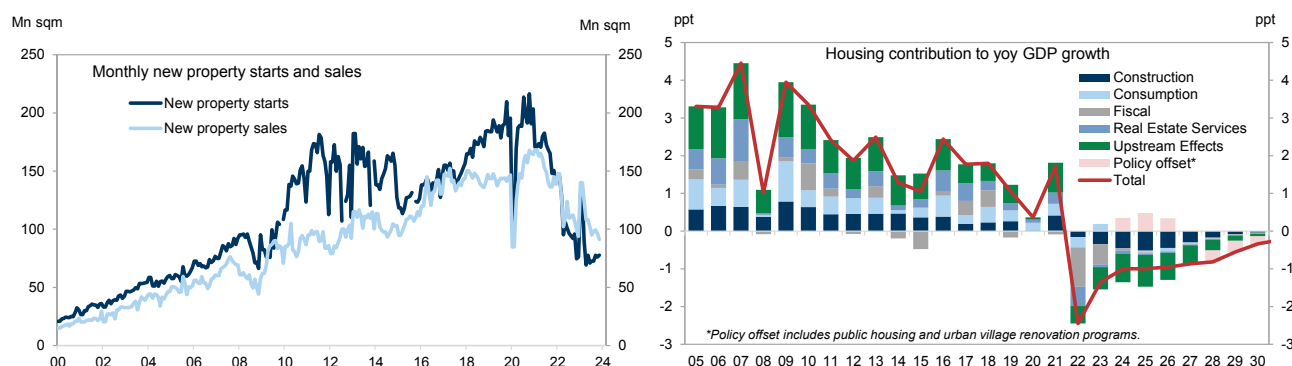 Mn sqm
Mn sqm
Monthly new property starts and sales
New property starts
New property sales
250
200
150
100
50
0
250
200
150
100
50
0
00 02 04 06 08 10 12 14 16 18 20 22 24
ppt
ppt
Housing contribution to yoy GDP growth
Construction
Consumption
Fiscal
Real Estate Services
Upstream Effects
Policy offset*
Total
5
4
3
2
1
0
-1
-2
-3
5
4
3
2
1
0
-1
-2
-3
*Policy offset includes public housing and urban village renovation programs.
05 06 07 08 09 10 11 12 13 14 15 16 17 18 19 20 21 22 23 24 25 26 27 28 29 30